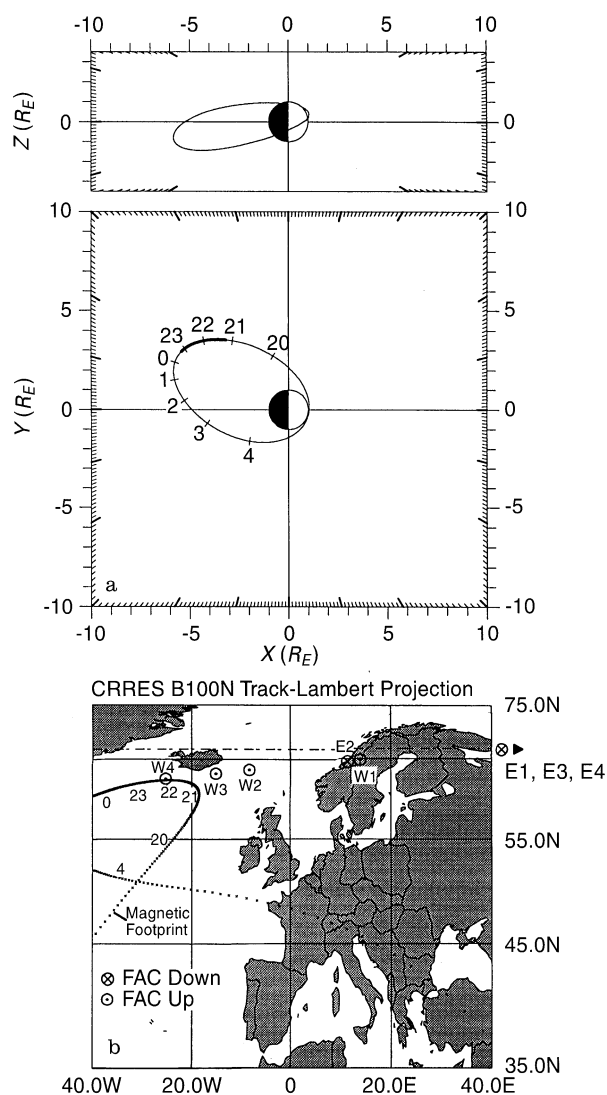 -10 -5 0 5 10
Z (R_E)
0 0
10 10
5 5
23 22 21
20
0
1
2
3
4
Y (R_E)
0 0
-5 -5
a
-10 -10
-10 -5 0 5 10
X (R_E)
CRRES B100N Track-Lambert Projection
75.0N
E2
W4 W3 W2 W1
E1, E3, E4
0 23 22 21
20
55.0N
4
Magnetic
Footprint
45.0N
FAC Down
FAC Up
b
35.0N
40.0W 20.0W 0 20.0E 40.0E